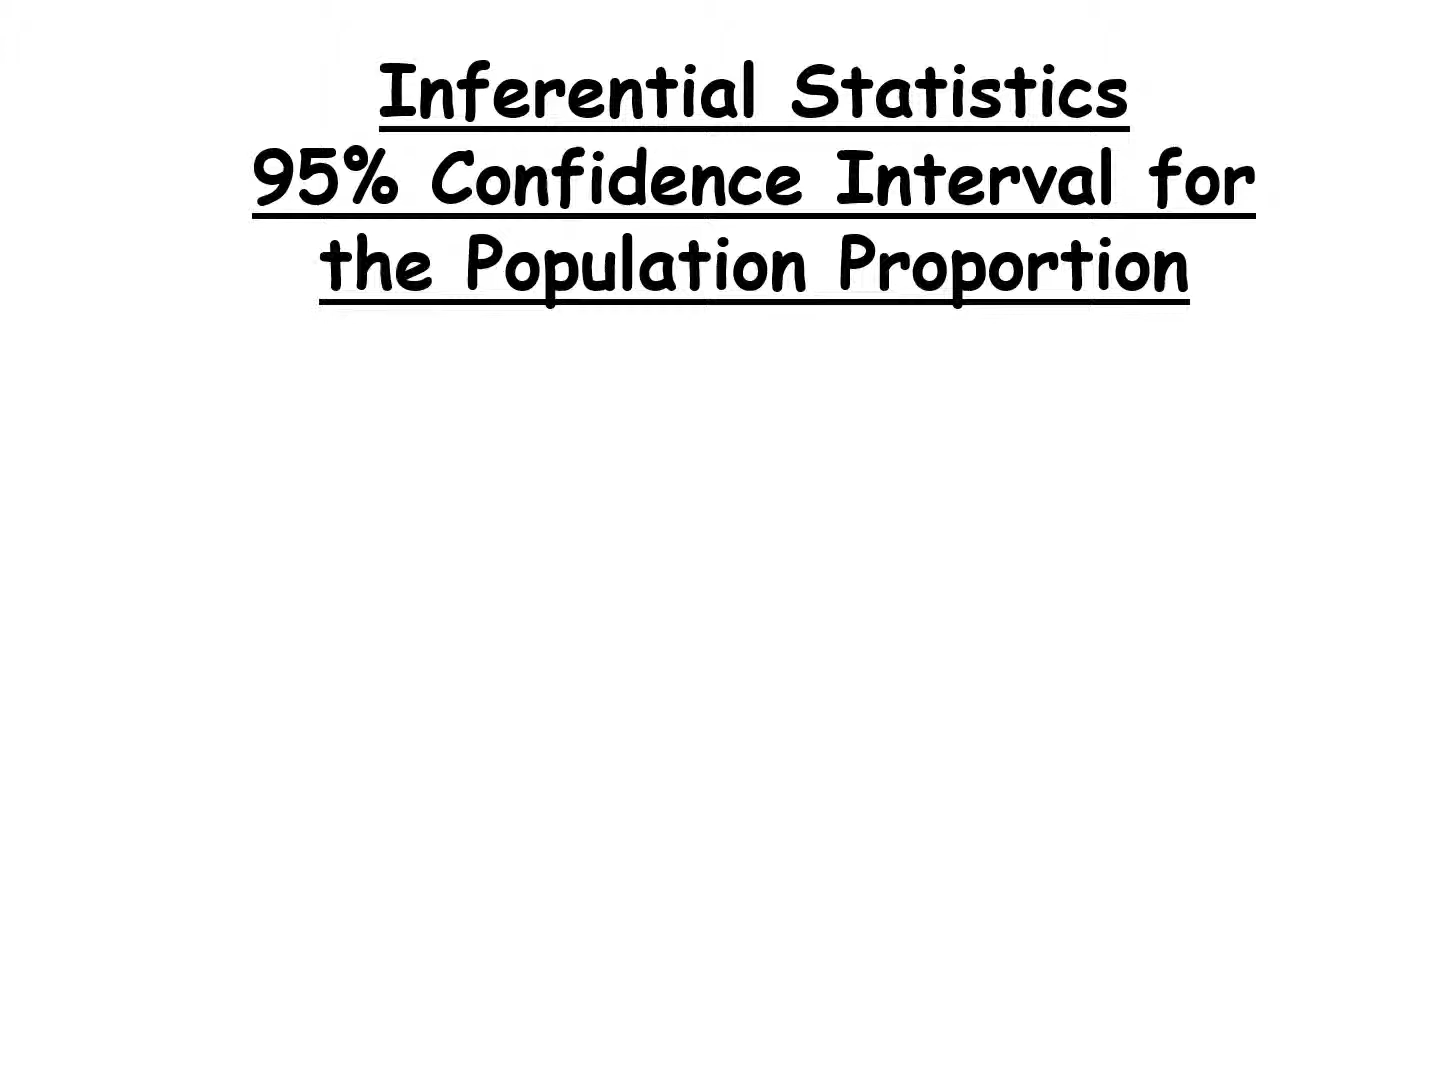 Inferential Statistics
95% Confidence Interval for
the Population Proportion